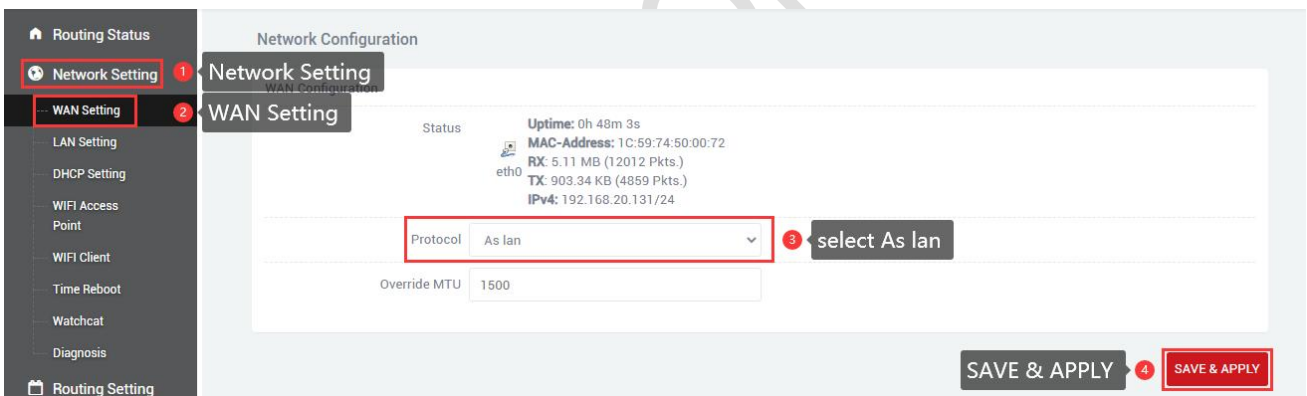 Routing Status
Network Setting
WAN Setting
LAN Setting
DHCP Setting
WIFI Access
Point
WIFI Client
Time Reboot
Watchcat
Diagnosis
Routing Setting
Network Configuration
1 Network Setting
WAN Configuration
2 WAN Setting
Status
eth0
Uptime: 0h 48m 3s
MAC-Address: 1C:59:74:50:00:72
RX: 5.11 MB (12012 Pkts.)
TX: 903.34 KB (4859 Pkts.)
IPv4: 192.168.20.131/24
Protocol As lan 3 select As lan
Override MTU 1500
SAVE & APPLY 4 SAVE & APPLY